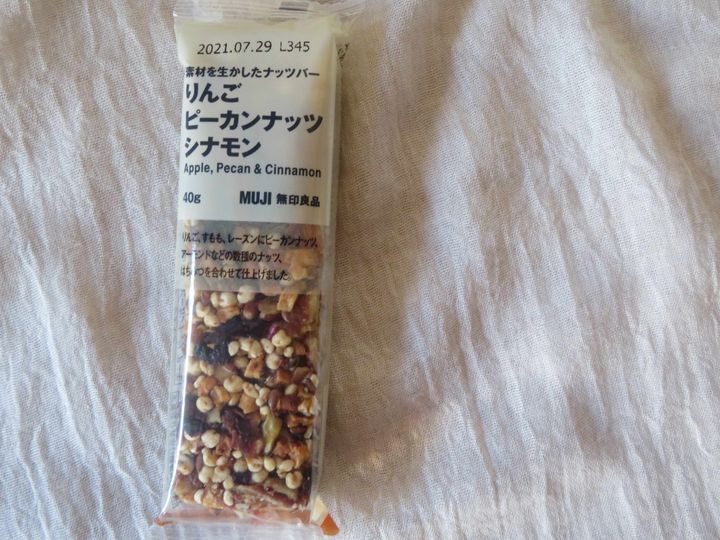 2021.07.29 L345
素材を生かしたナッツバー
りんご
ピーカンナッツ
シナモン
Apple, Pecan & Cinnamon
40g MUJI 無印良品
りんご、すもも、レーズンにピーカンナッツ、
アーモンドなどの数種のナッツ、
はちみつを合わせて仕上げました。